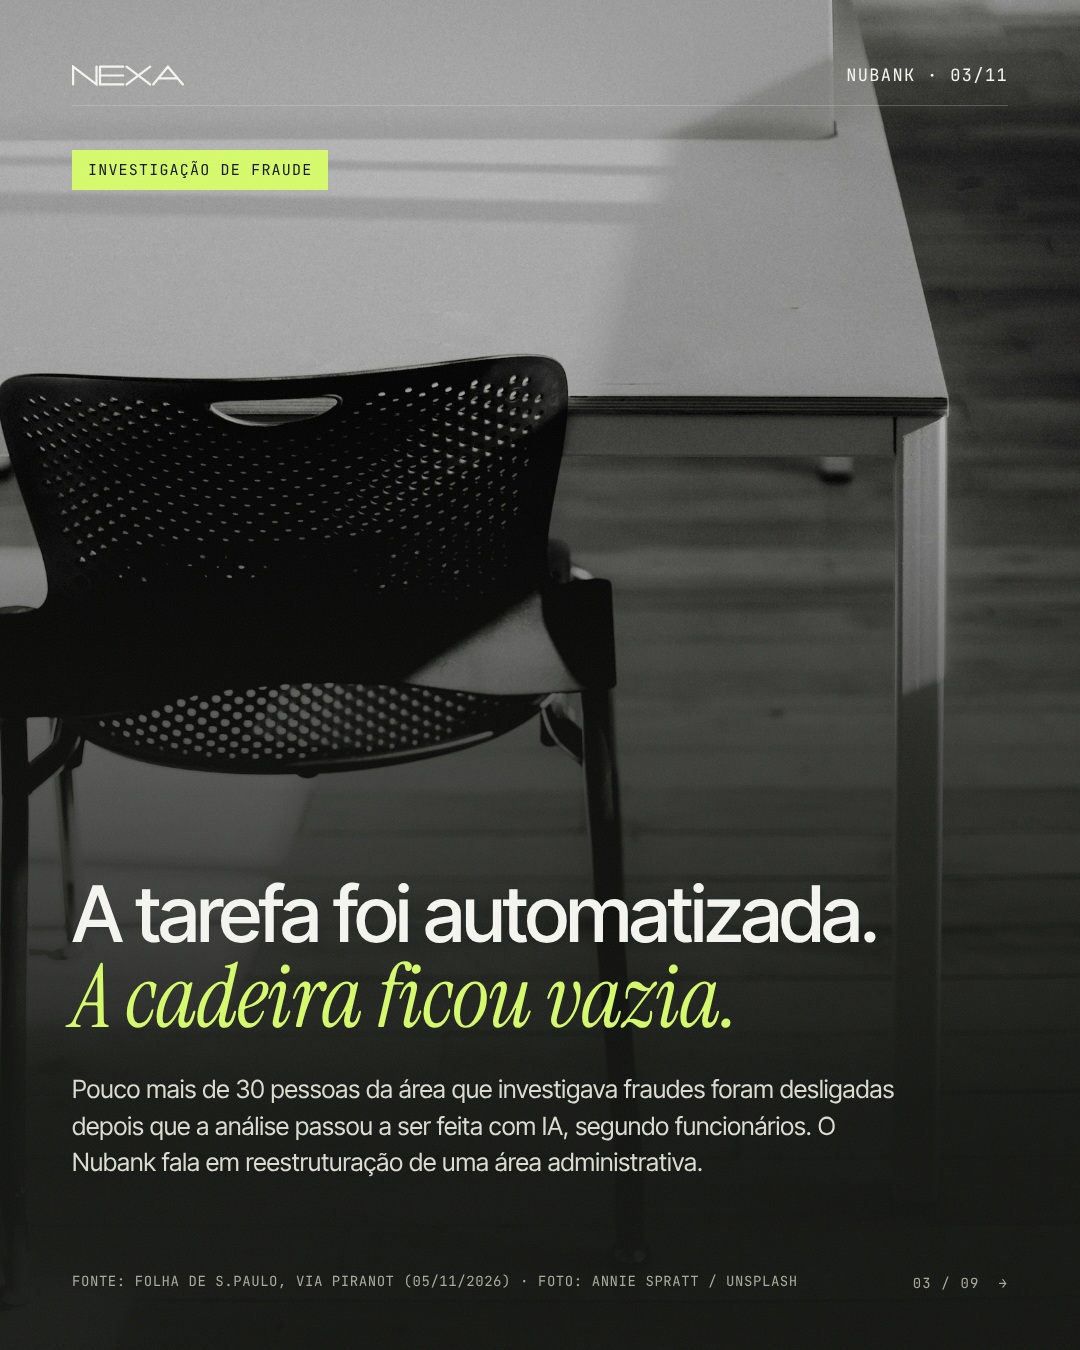 NEXA
NUBANK · 03/11
INVESTIGAÇÃO DE FRAUDE
A tarefa foi automatizada.
A cadeira ficou vazia.
Pouco mais de 30 pessoas da área que investigava fraudes foram desligadas
depois que a análise passou a ser feita com IA, segundo funcionários. O
Nubank fala em reestruturação de uma área administrativa.
FONTE: FOLHA DE S.PAULO, VIA PIRANOT (05/11/2026) · FOTO: ANNIE SPRATT / UNSPLASH
03 / 09 →